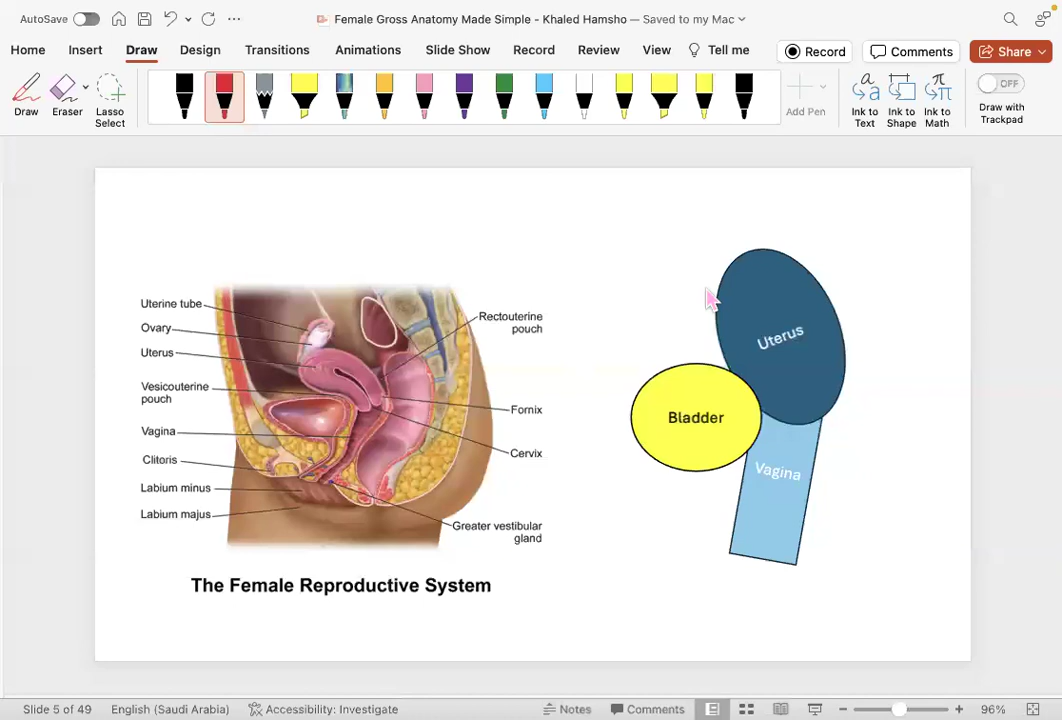 AutoSave
Female Gross Anatomy Made Simple - Khaled Hamsho — Saved to my Mac
Home Insert Draw Design Transitions Animations Slide Show Record Review View Tell me Record Comments Share
Draw Eraser Lasso Select Add Pen Ink to Text Ink to Shape Ink to Math OFF Draw with Trackpad
Uterine tube
Ovary
Uterus
Vesicouterine
pouch
Vagina
Clitoris
Labium minus
Labium majus
Rectouterine
pouch
Fornix
Cervix
Greater vestibular
gland
The Female Reproductive System
Uterus
Bladder
Vagina
Slide 5 of 49 English (Saudi Arabia) Accessibility: Investigate Notes Comments 96%